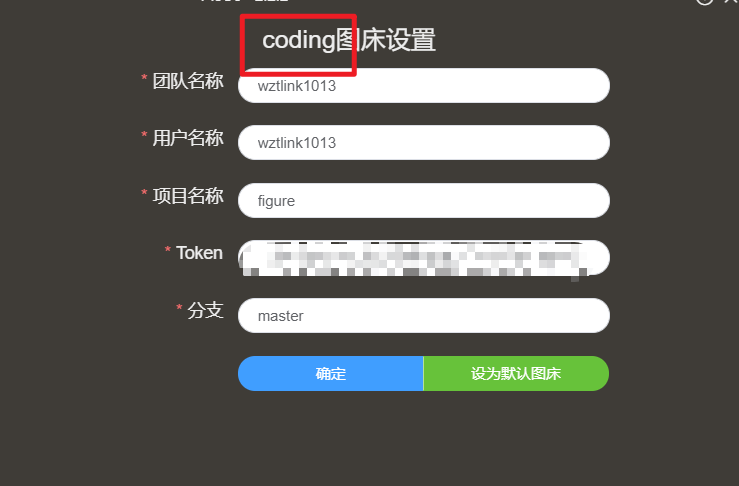 coding图床设置
* 团队名称 wztlink1013
* 用户名称 wztlink1013
* 项目名称 figure
* Token
* 分支 master
确定 设为默认图床